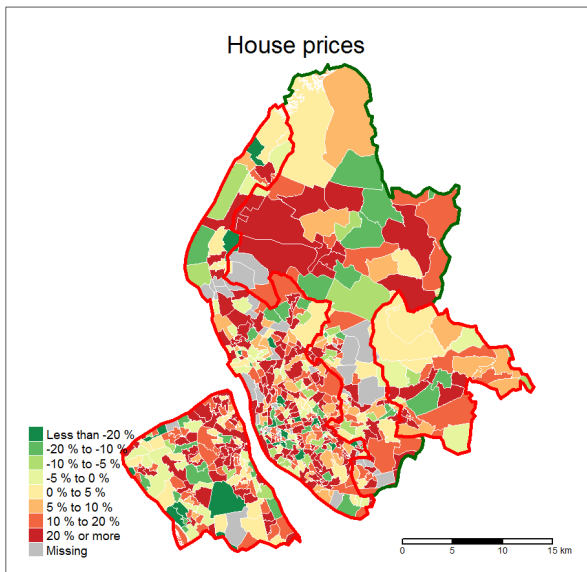 House prices
Less than -20 %
-20 % to -10 %
-10 % to -5 %
-5 % to 0 %
0 % to 5 %
5 % to 10 %
10 % to 20 %
20 % or more
Missing
0 5 10 15 km